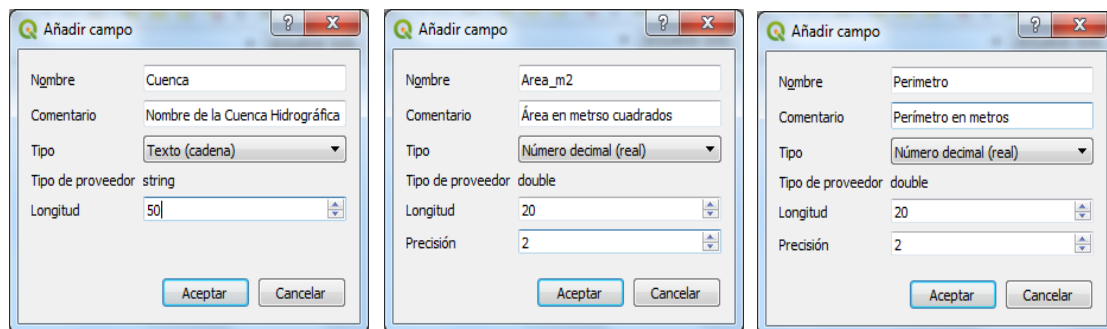 Añadir campo
Nombre Cuenca
Comentario Nombre de la Cuenca Hidrográfica
Tipo Texto (cadena)
Tipo de proveedor string
Longitud 50
Aceptar Cancelar
Añadir campo
Nombre Area_m2
Comentario Área en metrso cuadrados
Tipo Número decimal (real)
Tipo de proveedor double
Longitud 20
Precisión 2
Aceptar Cancelar
Añadir campo
Nombre Perimetro
Comentario Perímetro en metros
Tipo Número decimal (real)
Tipo de proveedor double
Longitud 20
Precisión 2
Aceptar Cancelar